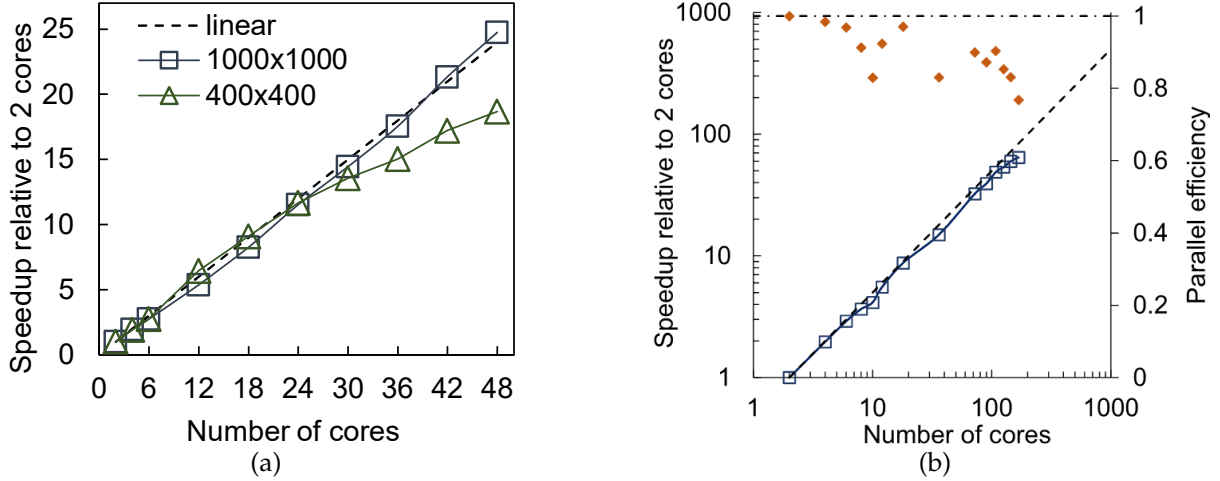 linear
1000x1000
400x400
25
20
15
10
5
0
Speedup relative to 2 cores
0 6 12 18 24 30 36 42 48
Number of cores
(a)
1000
100
10
1
Speedup relative to 2 cores
1
0.8
0.6
0.4
0.2
0
Parallel efficiency
1 10 100 1000
Number of cores
(b)